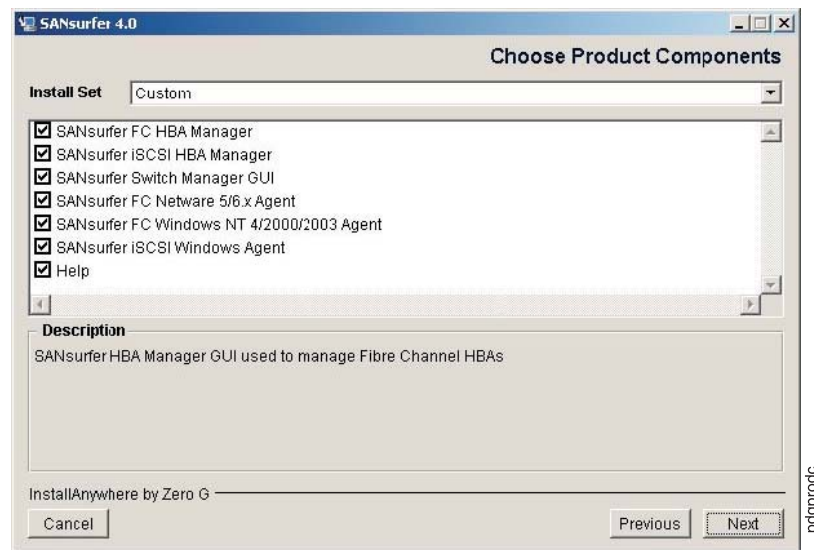 SANsurfer 4.0
Choose Product Components
Install Set Custom
SANsurfer FC HBA Manager
SANsurfer iSCSI HBA Manager
SANsurfer Switch Manager GUI
SANsurfer FC Netware 5/6.x Agent
SANsurfer FC Windows NT 4/2000/2003 Agent
SANsurfer iSCSI Windows Agent
Help
Description
SANsurfer HBA Manager GUI used to manage Fibre Channel HBAs
InstallAnywhere by Zero G
Cancel Previous Next